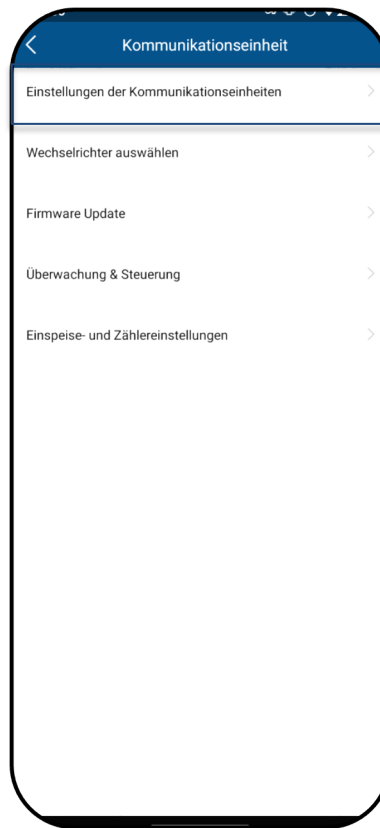 Kommunikationseinheit
Einstellungen der Kommunikationseinheiten
Wechselrichter auswählen
Firmware Update
Überwachung & Steuerung
Einspeise- und Zählereinstellungen